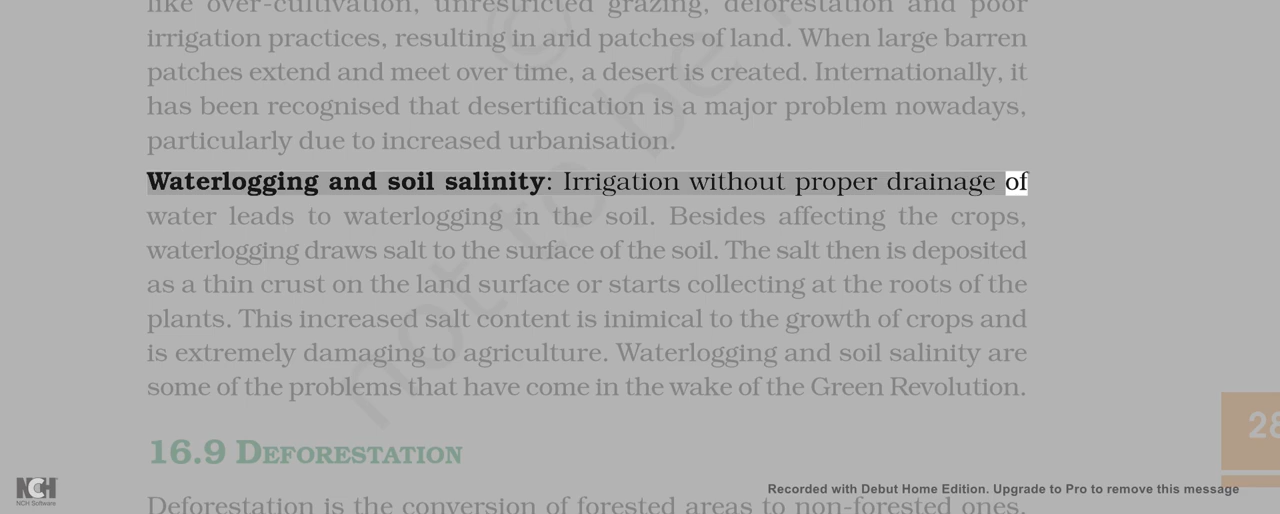 like over-cultivation, unrestricted grazing, deforestation and poor
irrigation practices, resulting in arid patches of land. When large barren
patches extend and meet over time, a desert is created. Internationally, it
has been recognised that desertification is a major problem nowadays,
particularly due to increased urbanisation.
Waterlogging and soil salinity: Irrigation without proper drainage of
water leads to waterlogging in the soil. Besides affecting the crops,
waterlogging draws salt to the surface of the soil. The salt then is deposited
as a thin crust on the land surface or starts collecting at the roots of the
plants. This increased salt content is inimical to the growth of crops and
is extremely damaging to agriculture. Waterlogging and soil salinity are
some of the problems that have come in the wake of the Green Revolution.
28
16.9 DEFORESTATION
Deforestation is the conversion of forested areas to non-forested ones.
© not to be
NCH
NCH Software
Recorded with Debut Home Edition. Upgrade to Pro to remove this message